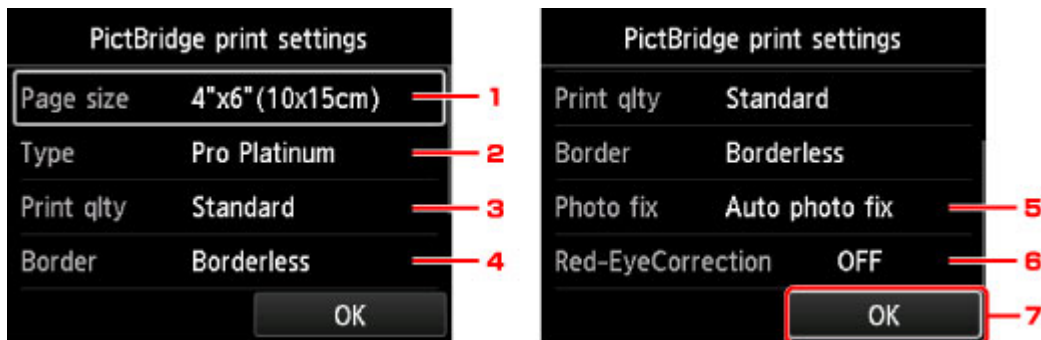 PictBridge print settings
Page size 4"x6"(10x15cm) 1
Type Pro Platinum 2
Print qlty Standard 3
Border Borderless 4
OK
PictBridge print settings
Print qlty Standard
Border Borderless
Photo fix Auto photo fix 5
Red-EyeCorrection OFF 6
OK 7